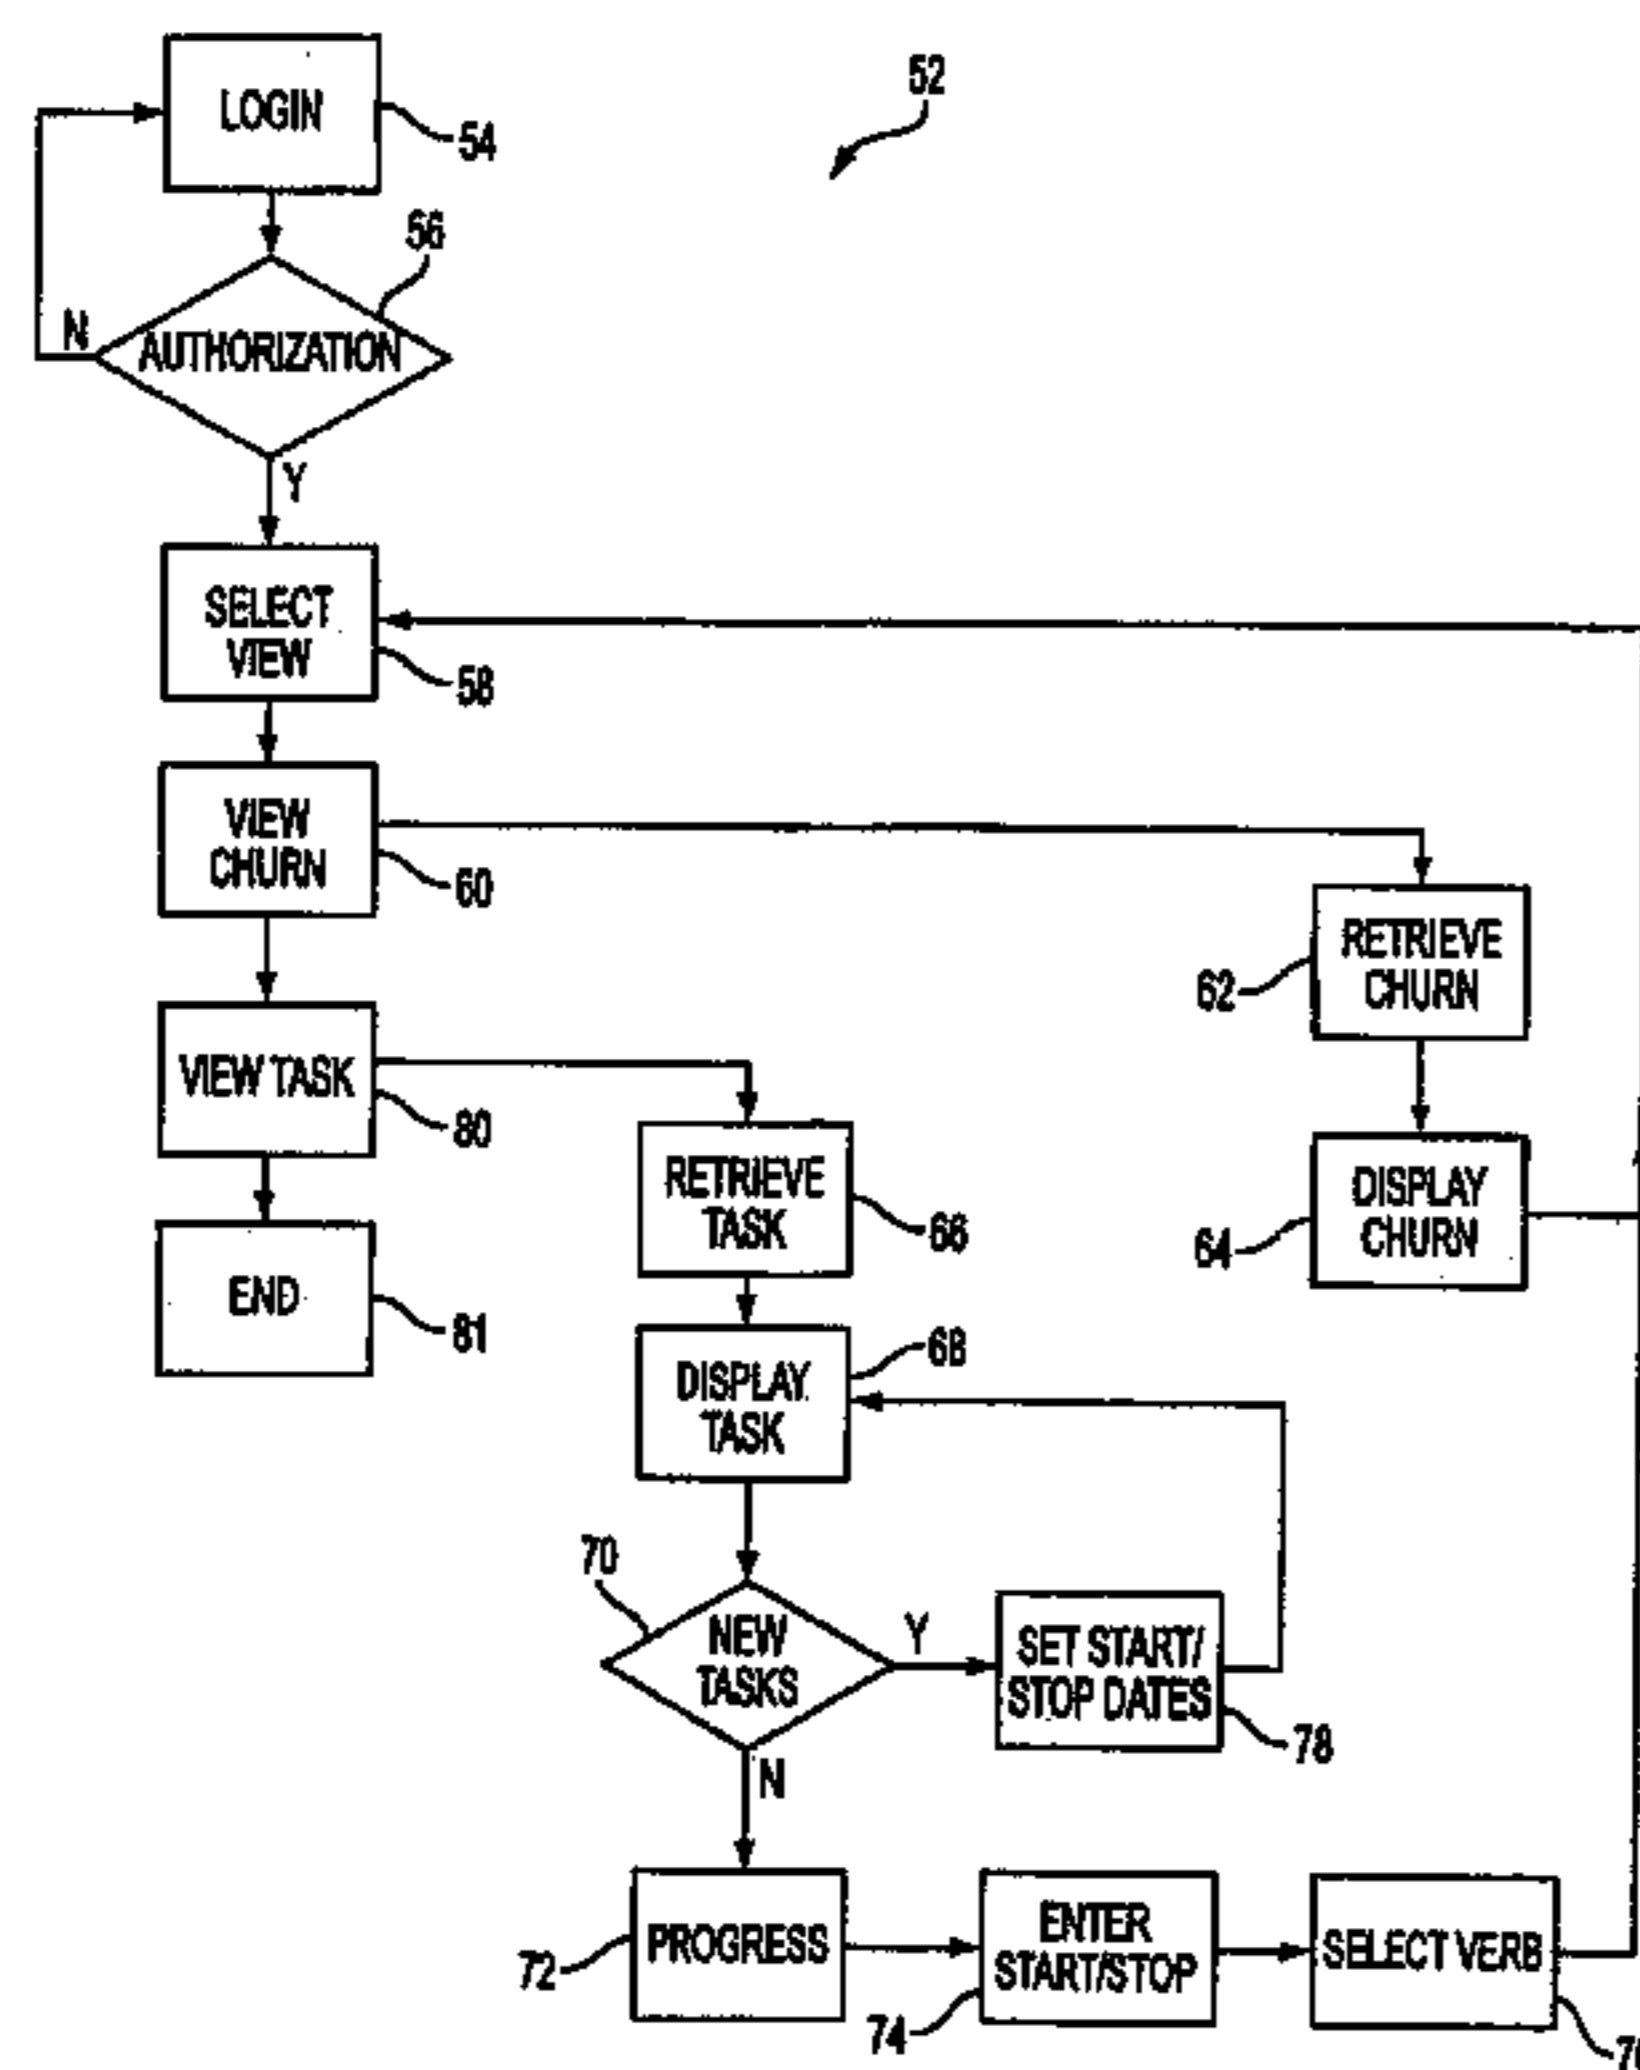 LOGIN
54
52
56
N
AUTHORIZATION
Y
SELECT
VIEW
58
VIEW
CHURN
60
RETRIEVE
CHURN
62
VIEW TASK
80
RETRIEVE
TASK
66
DISPLAY
CHURN
64
END
81
DISPLAY
TASK
68
70
NEW
TASKS
Y
SET START/
STOP DATES
78
N
PROGRESS
72
ENTER
START/STOP
74
SELECT VERB